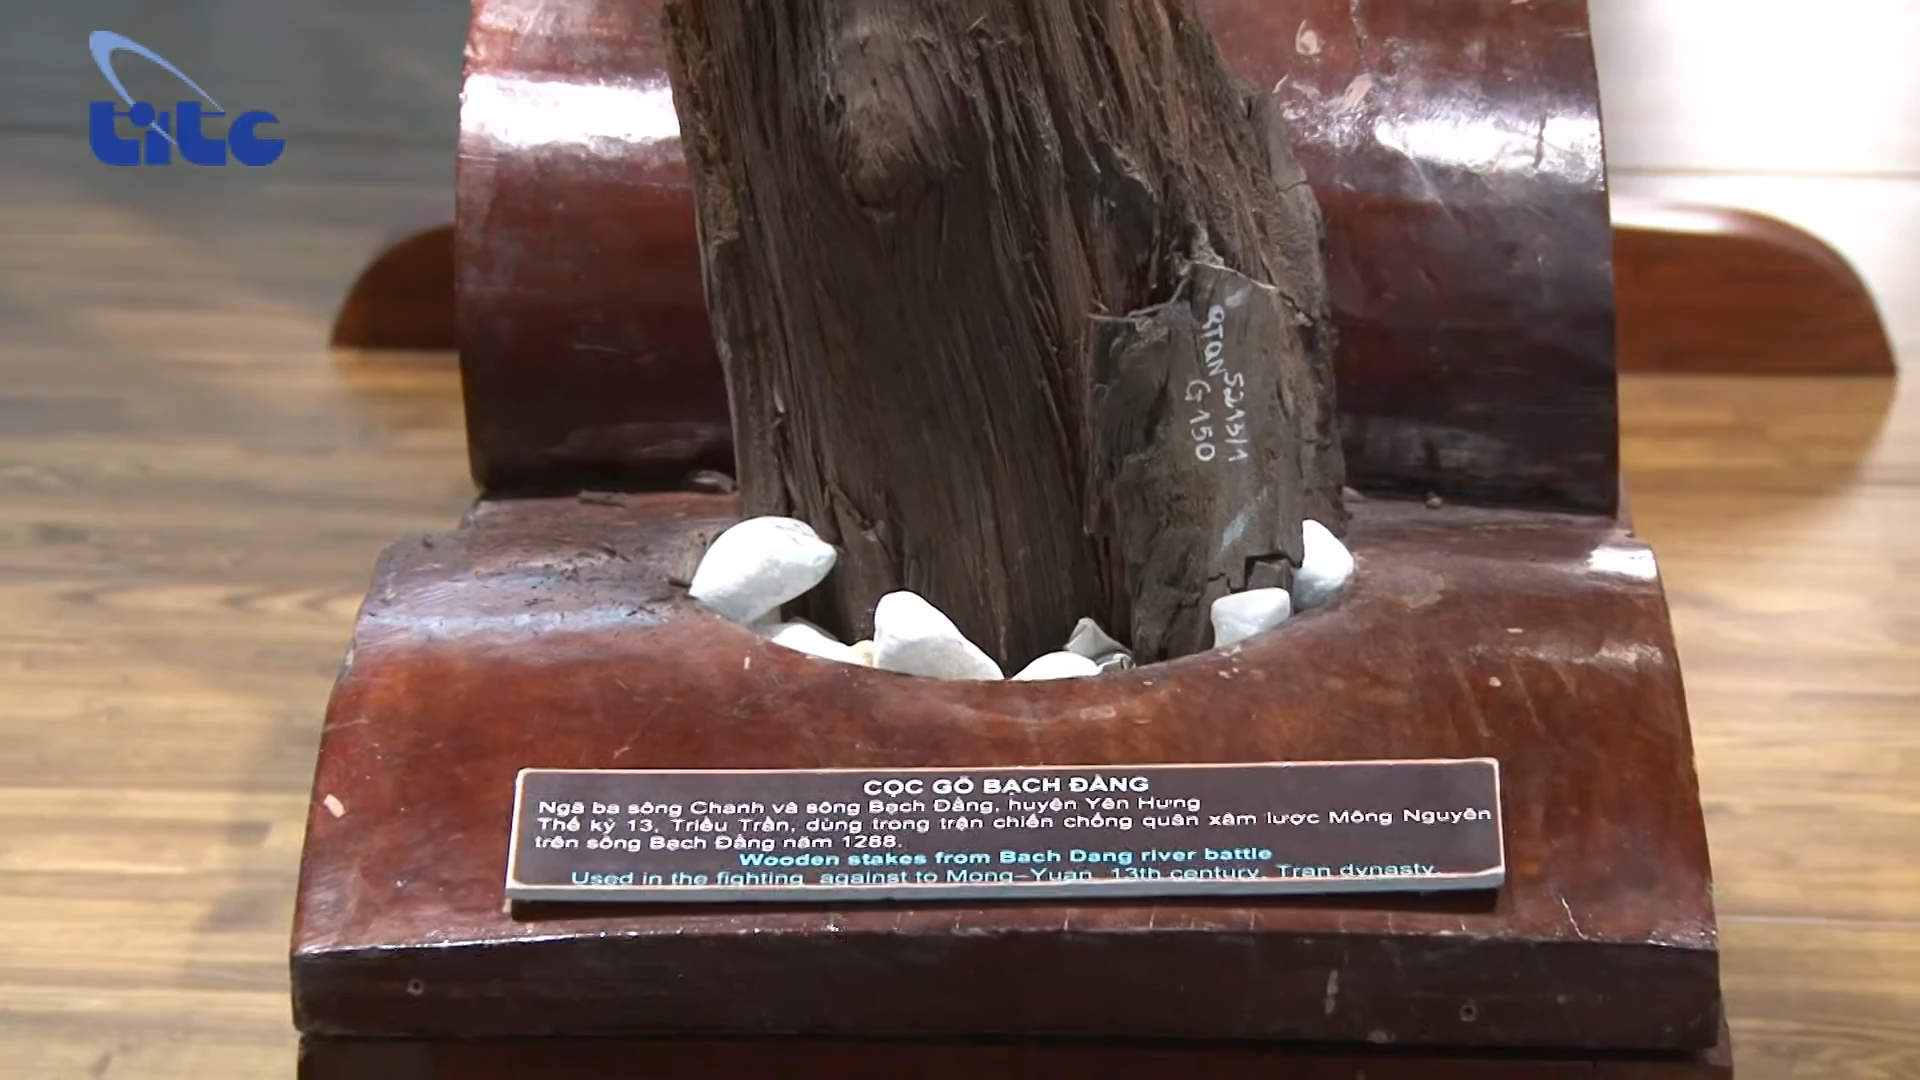 titc
QTQN 5213/1
G 150
CỌC GỖ BẠCH ĐẰNG
Ngã ba sông Chanh và sông Bạch Đằng, huyện Yên Hưng
Thế kỷ 13, Triều Trần, dùng trong trận chiến chống quân xâm lược Mông Nguyên
trên sông Bạch Đằng năm 1288.
Wooden stakes from Bach Dang river battle
Used in the fighting against to Mong-Yuan, 13th century, Tran dynasty.